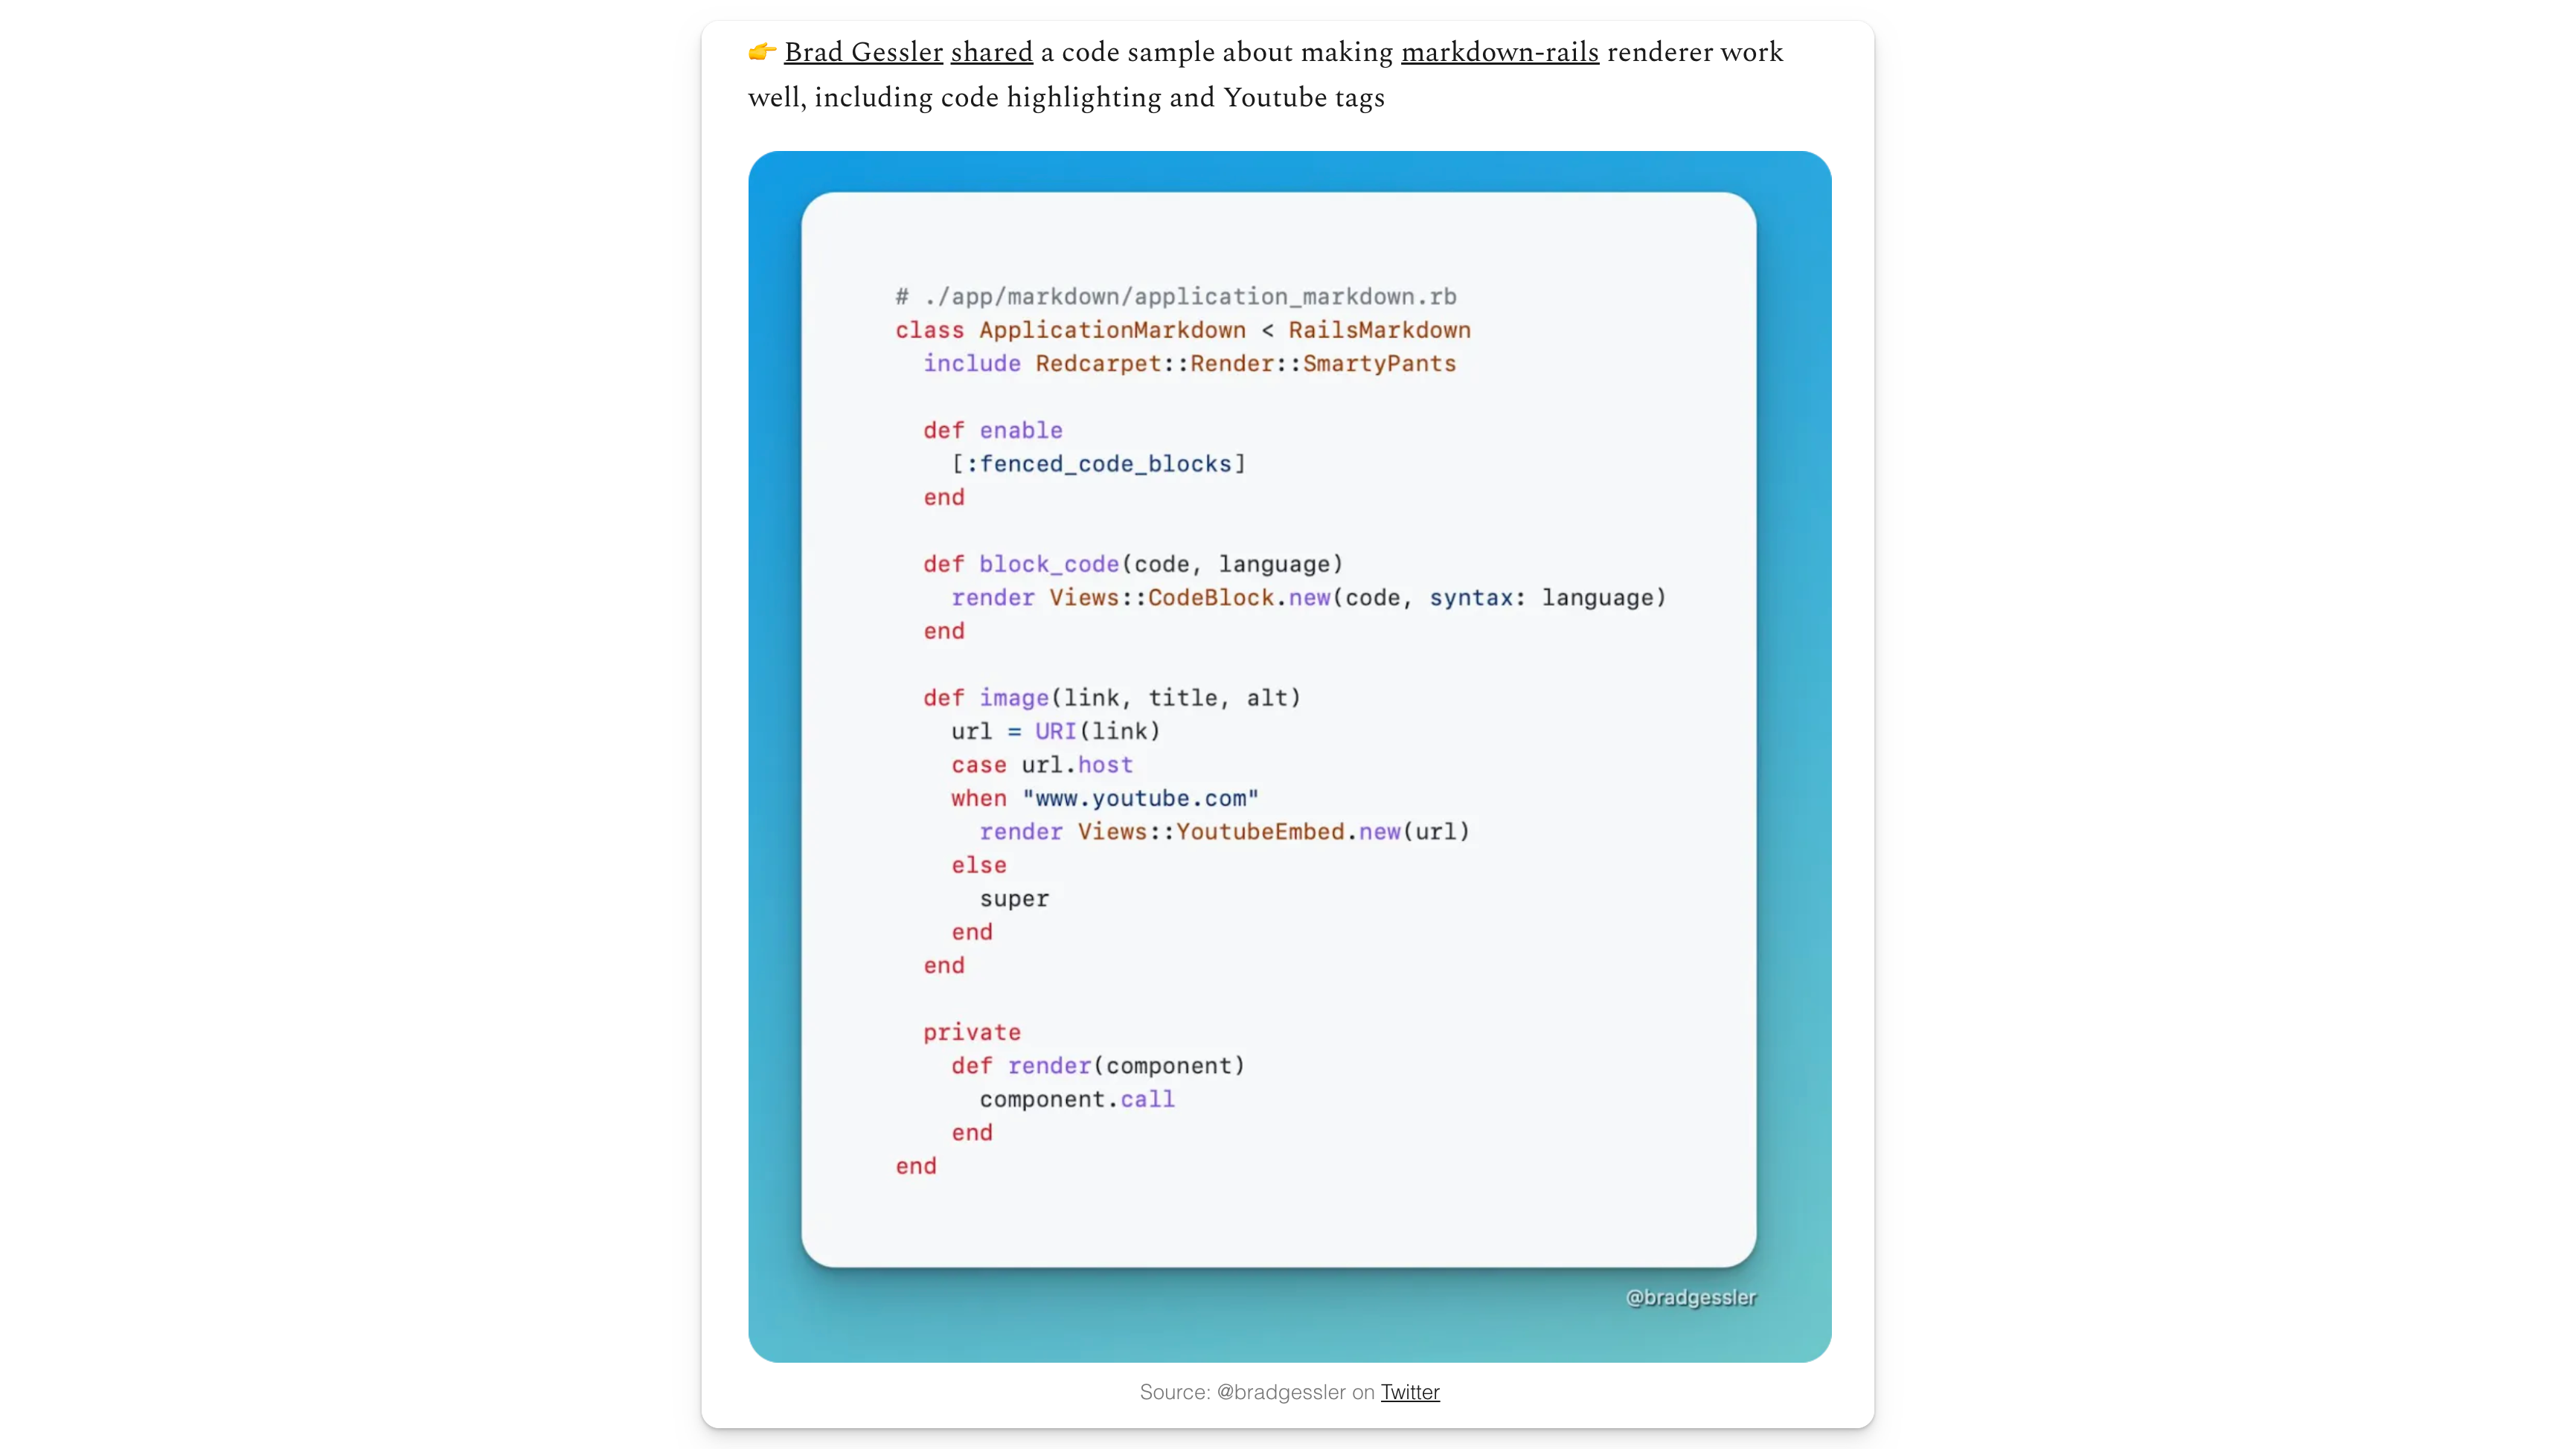 👉 Brad Gessler shared a code sample about making markdown-rails renderer work
well, including code highlighting and Youtube tags
# ./app/markdown/application_markdown.rb
class ApplicationMarkdown < RailsMarkdown
  include Redcarpet::Render::SmartyPants
  def enable
    [:fenced_code_blocks]
  end
  def block_code(code, language)
    render Views::CodeBlock.new(code, syntax: language)
  end
  def image(link, title, alt)
    url = URI(link)
    case url.host
    when "www.youtube.com"
      render Views::YoutubeEmbed.new(url)
    else
      super
    end
  end
  private
    def render(component)
      component.call
    end
end
@bradgessler
Source: @bradgessler on Twitter